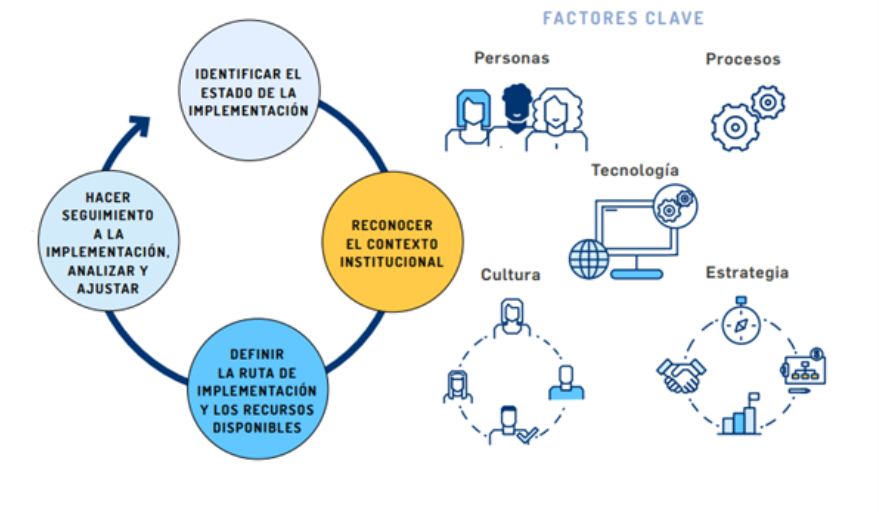 FACTORES CLAVE
IDENTIFICAR EL
ESTADO DE LA
IMPLEMENTACIÓN
RECONOCER
EL CONTEXTO
INSTITUCIONAL
DEFINIR
LA RUTA DE
IMPLEMENTACIÓN
Y LOS RECURSOS
DISPONIBLES
HACER
SEGUIMIENTO
A LA
IMPLEMENTACIÓN,
ANALIZAR Y
AJUSTAR
Personas
Procesos
Tecnología
Cultura
Estrategia
$